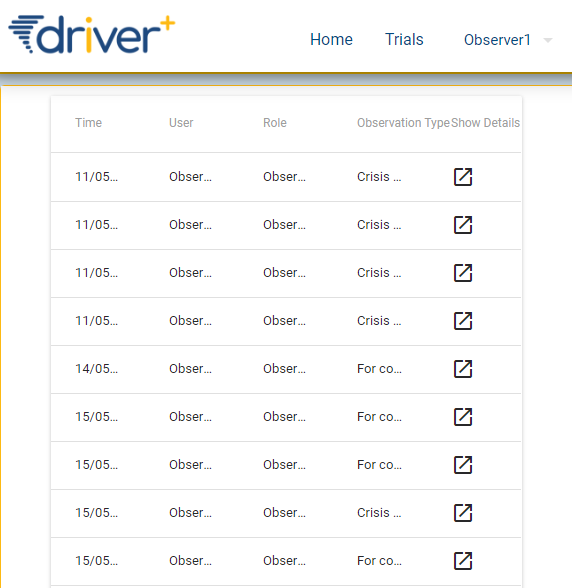 driver+
Home Trials Observer1
Time User Role Observation Type Show Details
11/05... Obser... Obser... Crisis ...
11/05... Obser... Obser... Crisis ...
11/05... Obser... Obser... Crisis ...
11/05... Obser... Obser... Crisis ...
14/05... Obser... Obser... For co...
15/05... Obser... Obser... For co...
15/05... Obser... Obser... For co...
15/05... Obser... Obser... Crisis ...
15/05... Obser... Obser... For co...